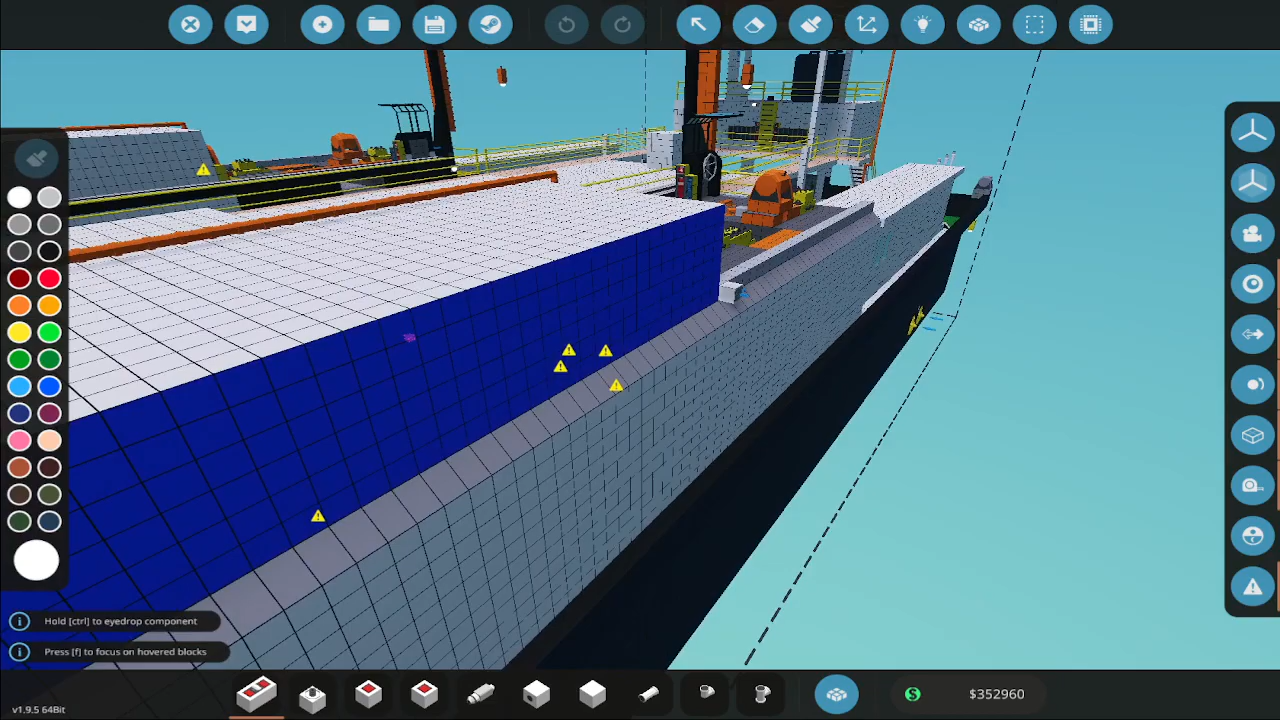 Hold [ctrl] to eyedrop component
Press [f] to focus on hovered blocks
$352960
v1.9.5 64Bit